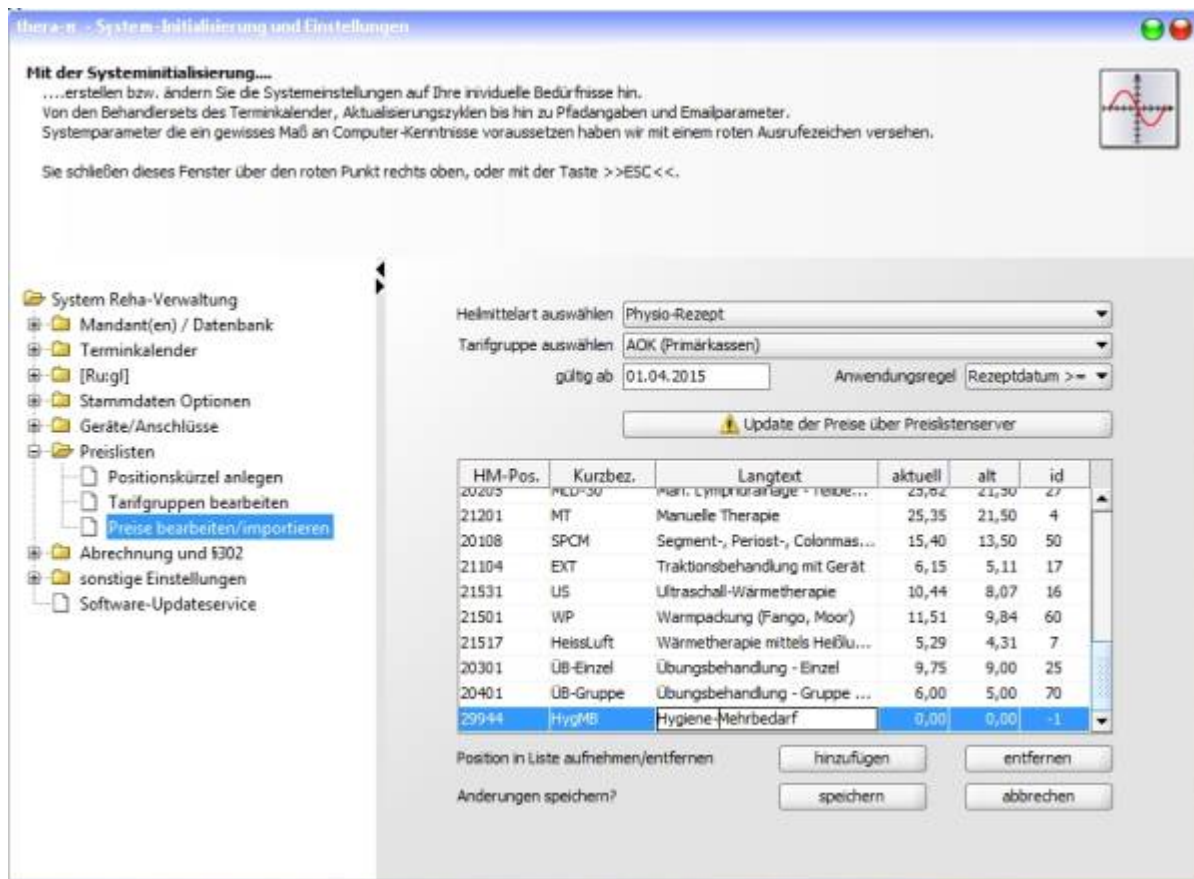 thera-π - System-Initialisierung und Einstellungen
Mit der Systeminitialisierung....
....erstellen bzw. ändern Sie die Systemeinstellungen auf Ihre inividuelle Bedürfnisse hin.
Von den Behandlersets des Terminkalender, Aktualisierungszyklen bis hin zu Pfadangaben und Emailparameter.
Systemparameter die ein gewisses Maß an Computer-Kenntnisse voraussetzen haben wir mit einem roten Ausrufezeichen versehen.
Sie schließen dieses Fenster über den roten Punkt rechts oben, oder mit der Taste >>ESC<<.
System Reha-Verwaltung
Mandant(en) / Datenbank
Terminkalender
[Ru:gl]
Stammdaten Optionen
Geräte/Anschlüsse
Preislisten
Positionskürzel anlegen
Tarifgruppen bearbeiten
Preise bearbeiten/importieren
Abrechnung und §302
sonstige Einstellungen
Software-Updateservice
Heilmittelart auswählen Physio-Rezept
Tarifgruppe auswählen AOK (Primärkassen)
gültig ab 01.04.2015 Anwendungsregel Rezeptdatum >=
Update der Preise über Preislistenserver
HM-Pos. Kurzbez. Langtext aktuell alt id
20205 MLD-30 Man. Lymphdrainage - Teilbe... 25,62 21,50 27
21201 MT Manuelle Therapie 25,35 21,50 4
20108 SPCM Segment-, Periost-, Colonmas... 15,40 13,50 50
21104 EXT Traktionsbehandlung mit Gerät 6,15 5,11 17
21531 US Ultraschall-Wärmetherapie 10,44 8,07 16
21501 WP Warmpackung (Fango, Moor) 11,51 9,84 60
21517 HeissLuft Wärmetherapie mittels Heißlu... 5,29 4,31 7
20301 ÜB-Einzel Übungsbehandlung - Einzel 9,75 9,00 25
20401 ÜB-Gruppe Übungsbehandlung - Gruppe ... 6,00 5,00 70
29944 HygMB Hygiene-Mehrbedarf 0,00 0,00 -1
Position in Liste aufnehmen/entfernen hinzufügen entfernen
Änderungen speichern? speichern abbrechen